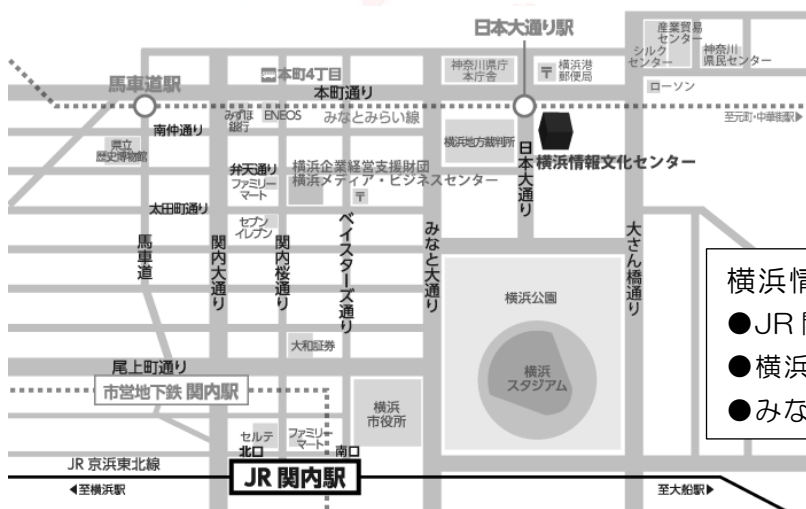 日本大通り駅
産業貿易
センター
シルク
センター
神奈川
県民センター
神奈川県庁
本庁舎
〒
横浜港
郵便局
馬車道駅
本町4丁目
本町通り
ローソン
みずほ
銀行
ENEOS
みなとみらい線
至元町・中華街駅▶
南仲通り
県立
歴史博物館
横浜地方裁判所
日本大通り
横浜情報文化センター
弁天通り
ファミリー
マート
横浜企業経営支援財団
横浜メディア・ビジネスセンター
〒
太田町通り
セブン
イレブン
馬車道
関内大通り
関内桜通り
ベイスターズ通り
みなと大通り
大さん橋通り
横浜公園
横浜
スタジアム
大和証券
尾上町通り
市営地下鉄 関内駅
横浜
市役所
セルテ
ファミリー
マート
北口
南口
JR 京浜東北線
JR 関内駅
◀至横浜駅
至大船駅▶
横浜情
●JR 関
●横浜
●みな